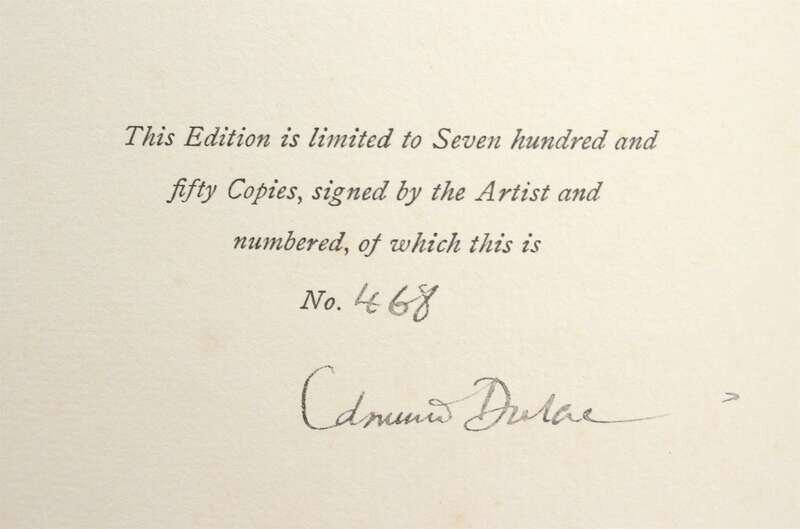 This Edition is limited to Seven hundred and
fifty Copies, signed by the Artist and
numbered, of which this is
No. 468
Edmund Dulac